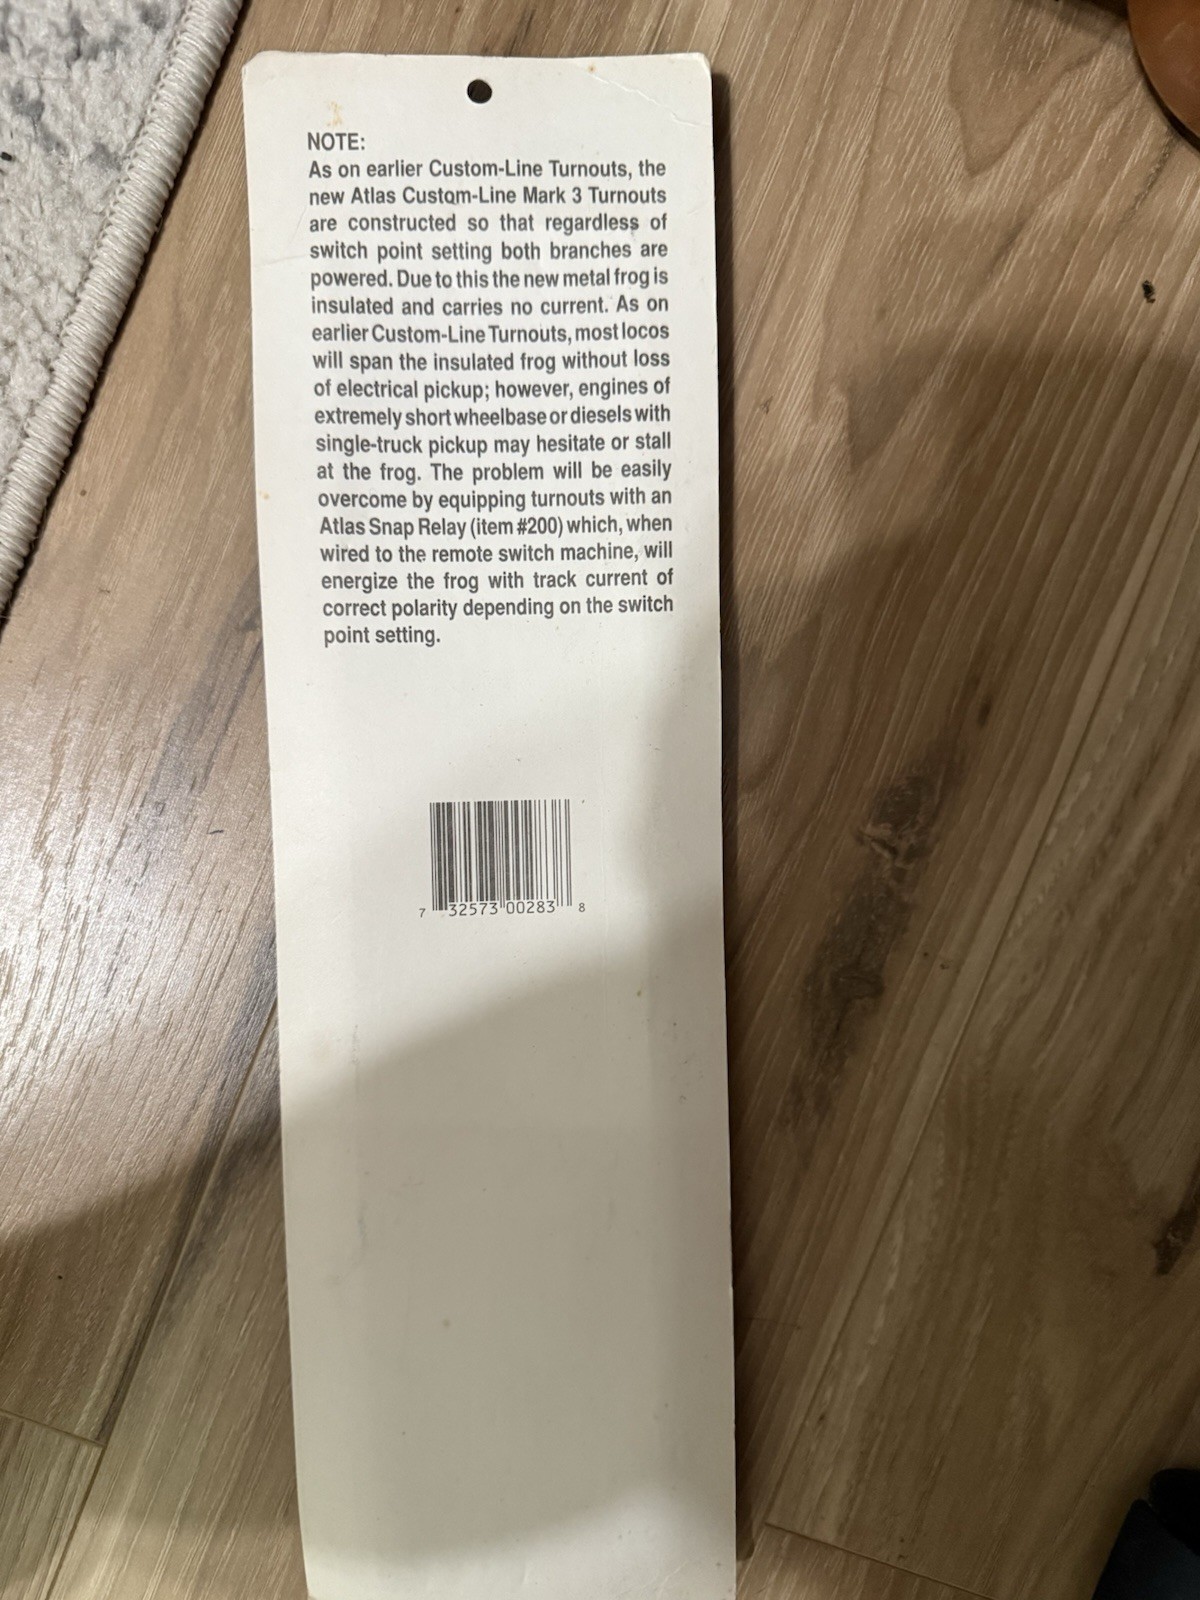 NOTE:
As on earlier Custom-Line Turnouts, the
new Atlas Custom-Line Mark 3 Turnouts
are constructed so that regardless of
switch point setting both branches are
powered. Due to this the new metal frog is
insulated and carries no current. As on
earlier Custom-Line Turnouts, most locos
will span the insulated frog without loss
of electrical pickup; however, engines of
extremely short wheelbase or diesels with
single-truck pickup may hesitate or stall
at the frog. The problem will be easily
overcome by equipping turnouts with an
Atlas Snap Relay (item #200) which, when
wired to the remote switch machine, will
energize the frog with track current of
correct polarity depending on the switch
point setting.
7 32573 00283 8